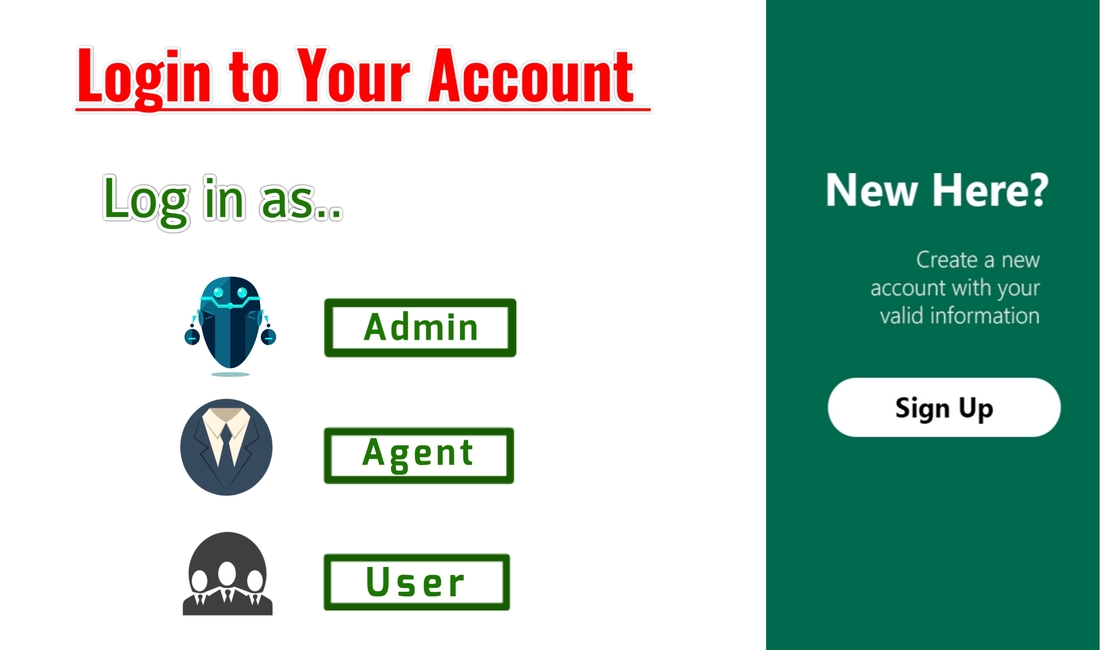 Login to Your Account
Log in as..
Admin
Agent
User
New Here?
Create a new
account with your
valid information
Sign Up